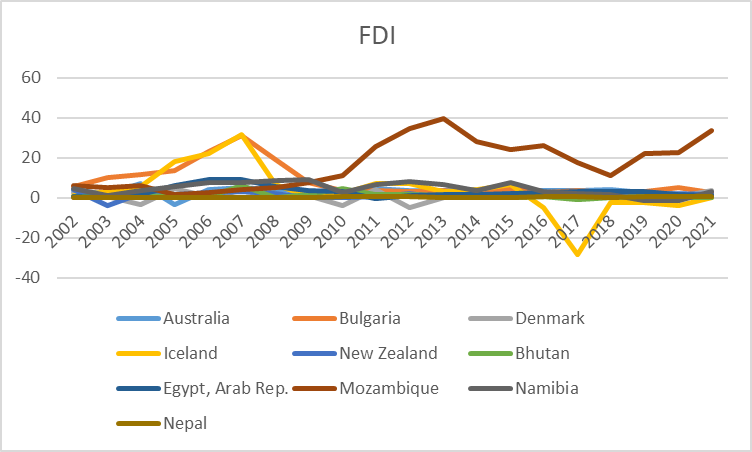 FDI
60
40
20
0
-20
-40
2002 2003 2004 2005 2006 2007 2008 2009 2010 2011 2012 2013 2014 2015 2016 2017 2018 2019 2020 2021
Australia Bulgaria Denmark
Iceland New Zealand Bhutan
Egypt, Arab Rep. Mozambique Namibia
Nepal